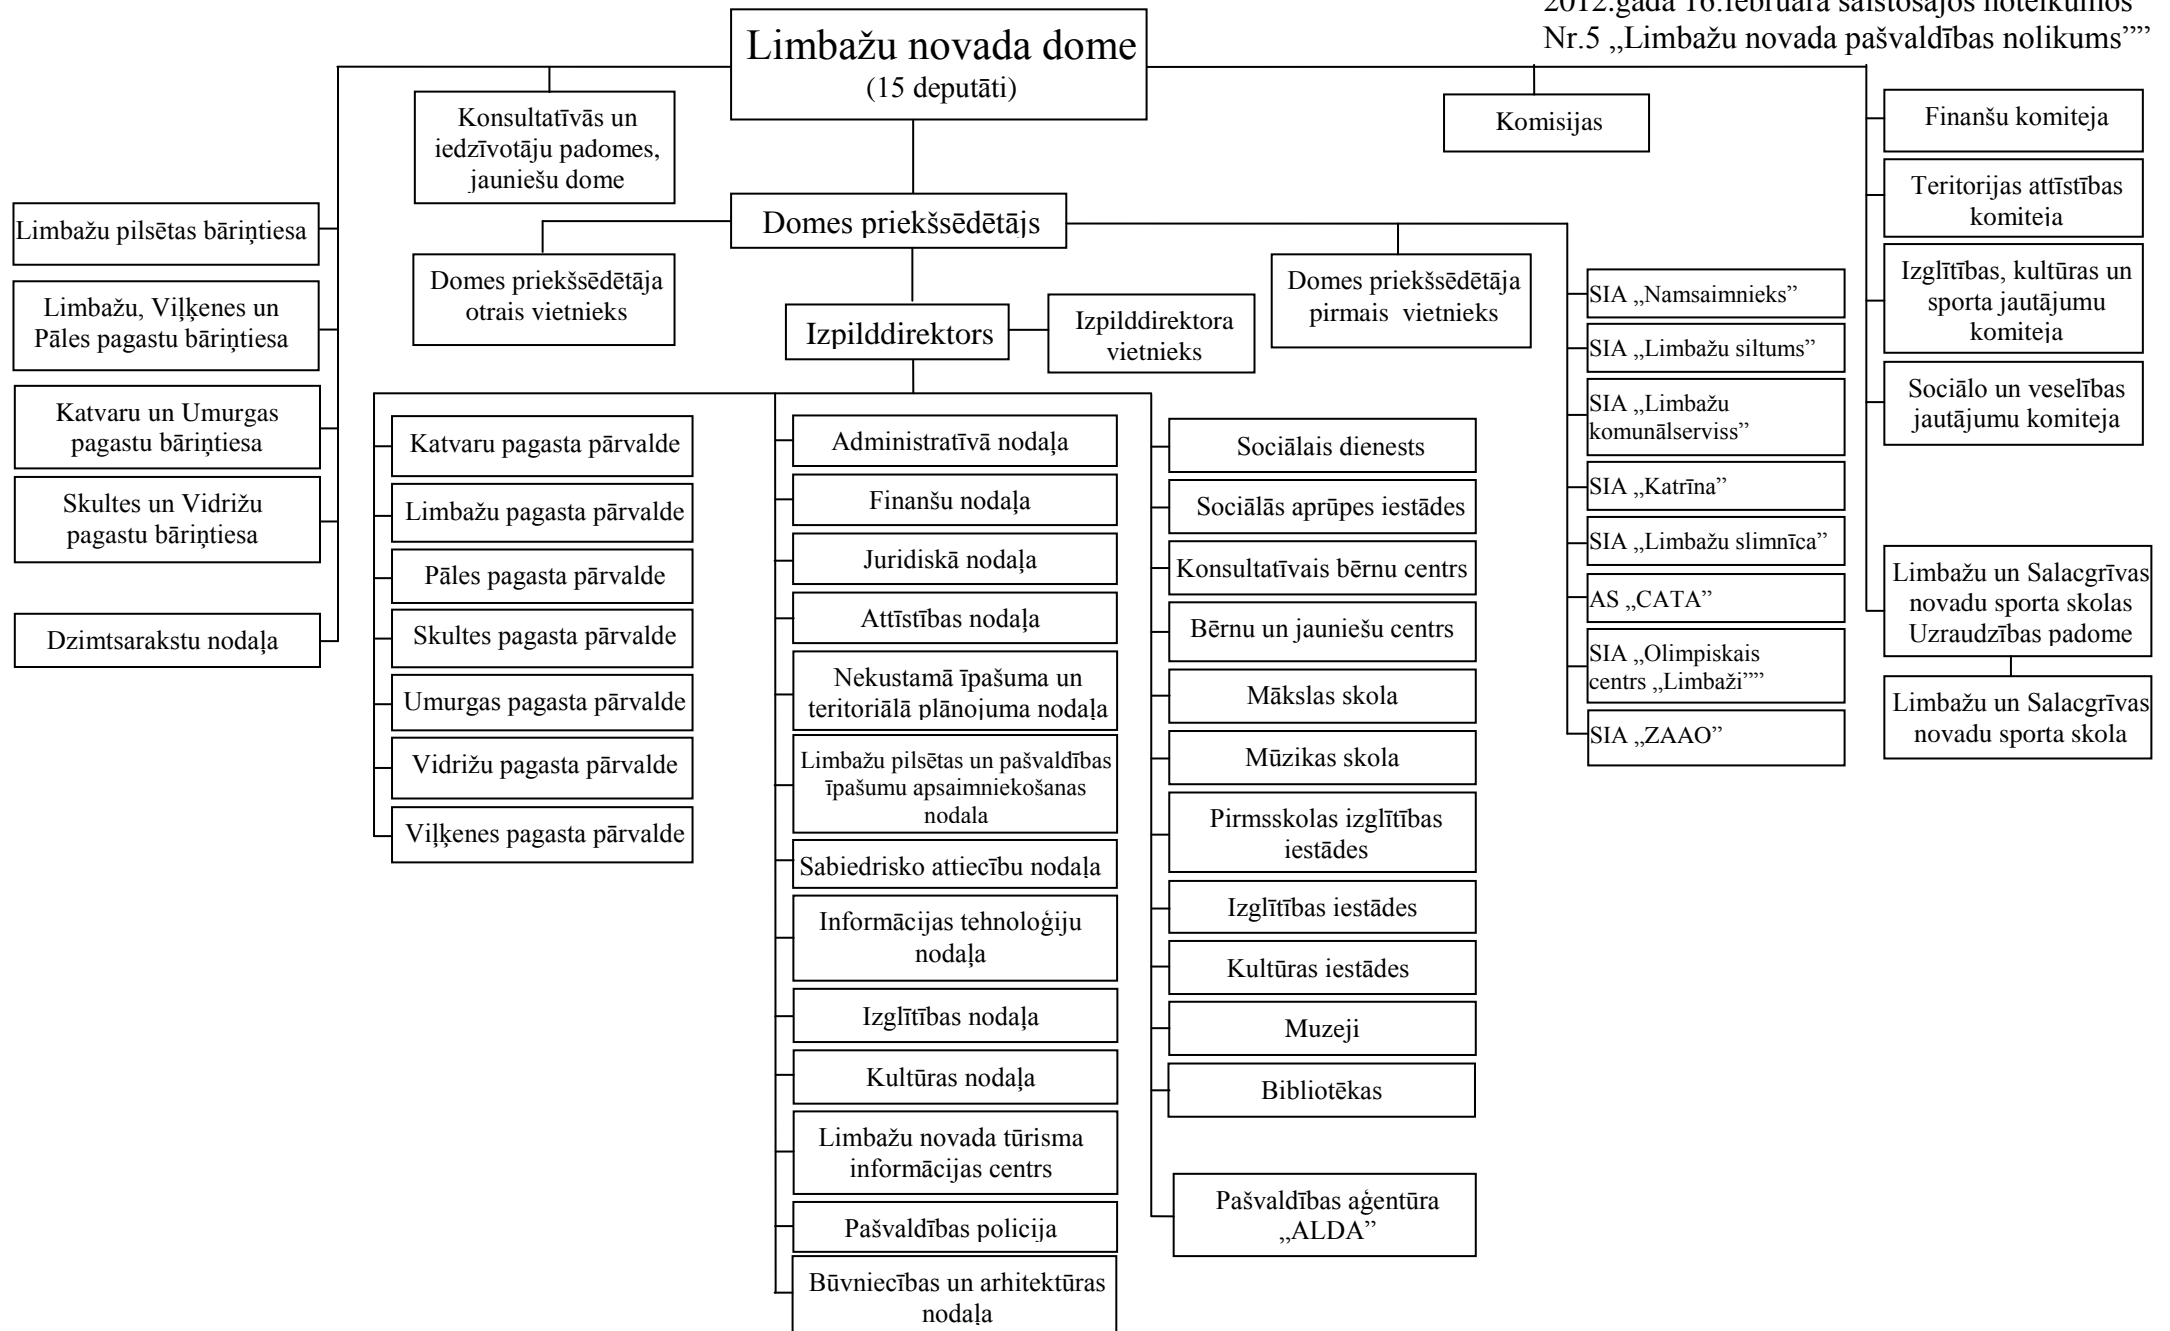 2012.gada 16.februāra saistošajos noteikumos
Nr.5 „Limbažu novada pašvaldības nolikums””
Limbažu novada dome
(15 deputāti)
Konsultatīvās un
iedzīvotāju padomes,
jauniešu dome
Komisijas
Finanšu komiteja
Teritorijas attīstības
komiteja
Izglītības, kultūras un
sporta jautājumu
komiteja
Sociālo un veselības
jautājumu komiteja
Limbažu un Salacgrīvas
novadu sporta skolas
Uzraudzības padome
Limbažu un Salacgrīvas
novadu sporta skola
Limbažu pilsētas bāriņtiesa
Limbažu, Viļķenes un
Pāles pagastu bāriņtiesa
Katvaru un Umurgas
pagastu bāriņtiesa
Skultes un Vidrižu
pagastu bāriņtiesa
Dzimtsarakstu nodaļa
Domes priekšsēdētājs
Domes priekšsēdētāja
otrais vietnieks
Domes priekšsēdētāja
pirmais vietnieks
Izpilddirektors
Izpilddirektora
vietnieks
SIA „Namsaimnieks”
SIA „Limbažu siltums”
SIA „Limbažu
komunālserviss”
SIA „Katrīna”
SIA „Limbažu slimnīca”
AS „CATA”
SIA „Olimpiskais
centrs „Limbaži””
SIA „ZAAO”
Katvaru pagasta pārvalde
Limbažu pagasta pārvalde
Pāles pagasta pārvalde
Skultes pagasta pārvalde
Umurgas pagasta pārvalde
Vidrižu pagasta pārvalde
Viļķenes pagasta pārvalde
Administratīvā nodaļa
Finanšu nodaļa
Juridiskā nodaļa
Attīstības nodaļa
Nekustamā īpašuma un
teritoriālā plānojuma nodaļa
Limbažu pilsētas un pašvaldības
īpašumu apsaimniekošanas
nodala
Sabiedrisko attiecību nodaļa
Informācijas tehnoloģiju
nodaļa
Izglītības nodaļa
Kultūras nodaļa
Limbažu novada tūrisma
informācijas centrs
Pašvaldības policija
Būvniecības un arhitektūras
nodaļa
Sociālais dienests
Sociālās aprūpes iestādes
Konsultatīvais bērnu centrs
Bērnu un jauniešu centrs
Mākslas skola
Mūzikas skola
Pirmsskolas izglītības
iestādes
Izglītības iestādes
Kultūras iestādes
Muzeji
Bibliotēkas
Pašvaldības aģentūra
„ALDA”